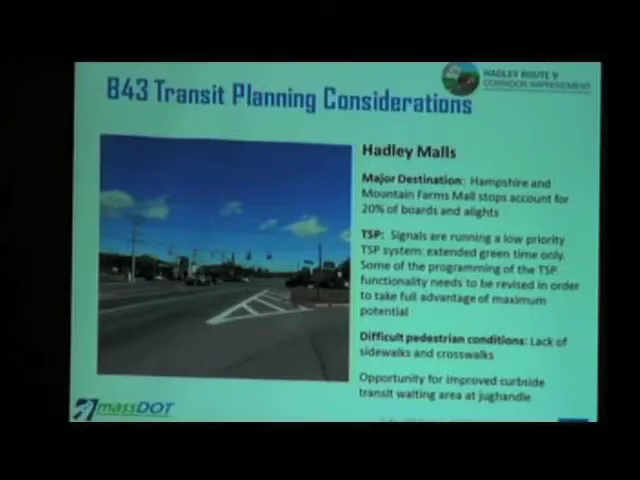 B43 Transit Planning Considerations
HADLEY ROUTE 9
CORRIDOR IMPROVEMENT
Hadley Malls
Major Destination: Hampshire and
Mountain Farms Mall stops account for
20% of boards and alights
TSP: Signals are running a low priority
TSP system: extended green time only.
Some of the programming of the TSP
functionality needs to be revised in order
to take full advantage of maximum
potential
Difficult pedestrian conditions: Lack of
sidewalks and crosswalks
Opportunity for improved curbside
transit waiting area at jughandle
massDOT